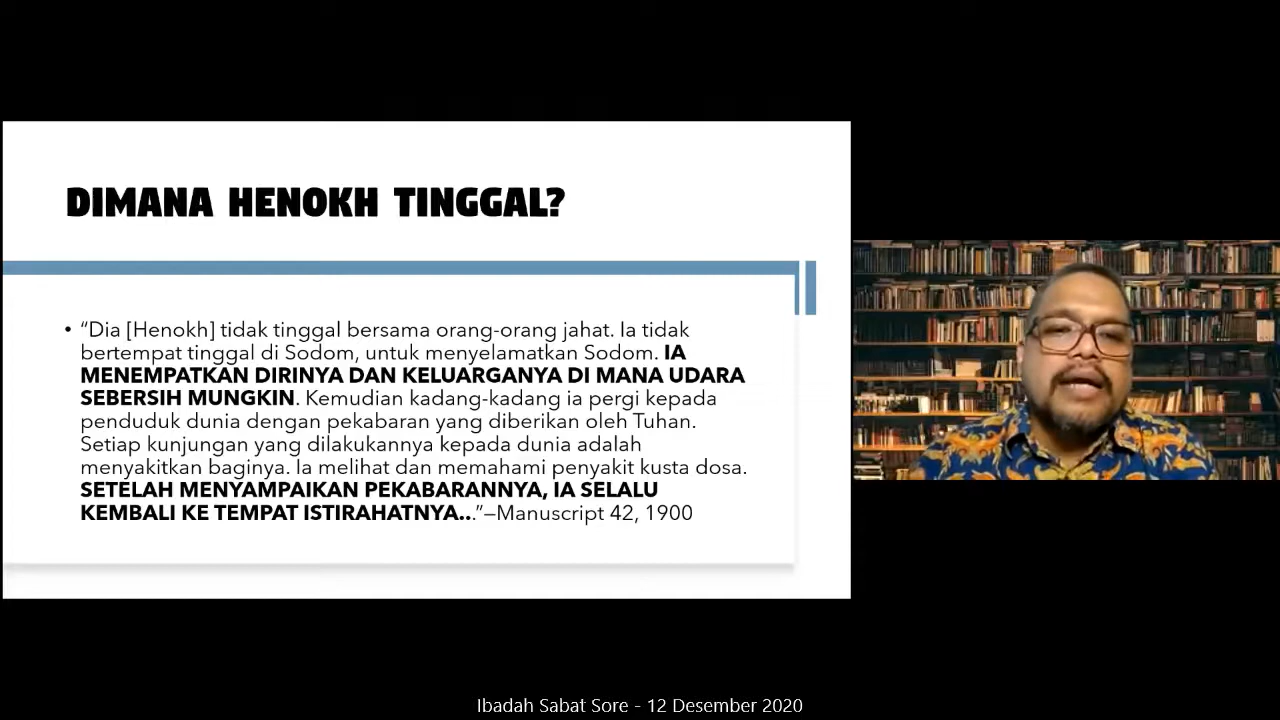 DIMANA HENOKH TINGGAL?
• “Dia [Henokh] tidak tinggal bersama orang-orang jahat. Ia tidak
bertempat tinggal di Sodom, untuk menyelamatkan Sodom. IA
MENEMPATKAN DIRINYA DAN KELUARGANYA DI MANA UDARA
SEBERSIH MUNGKIN. Kemudian kadang-kadang ia pergi kepada
penduduk dunia dengan pekabaran yang diberikan oleh Tuhan.
Setiap kunjungan yang dilakukannya kepada dunia adalah
menyakitkan baginya. Ia melihat dan memahami penyakit kusta dosa.
SETELAH MENYAMPAIKAN PEKABARANNYA, IA SELALU
KEMBALI KE TEMPAT ISTIRAHATNYA...”—Manuscript 42, 1900
Ibadah Sabat Sore - 12 Desember 2020